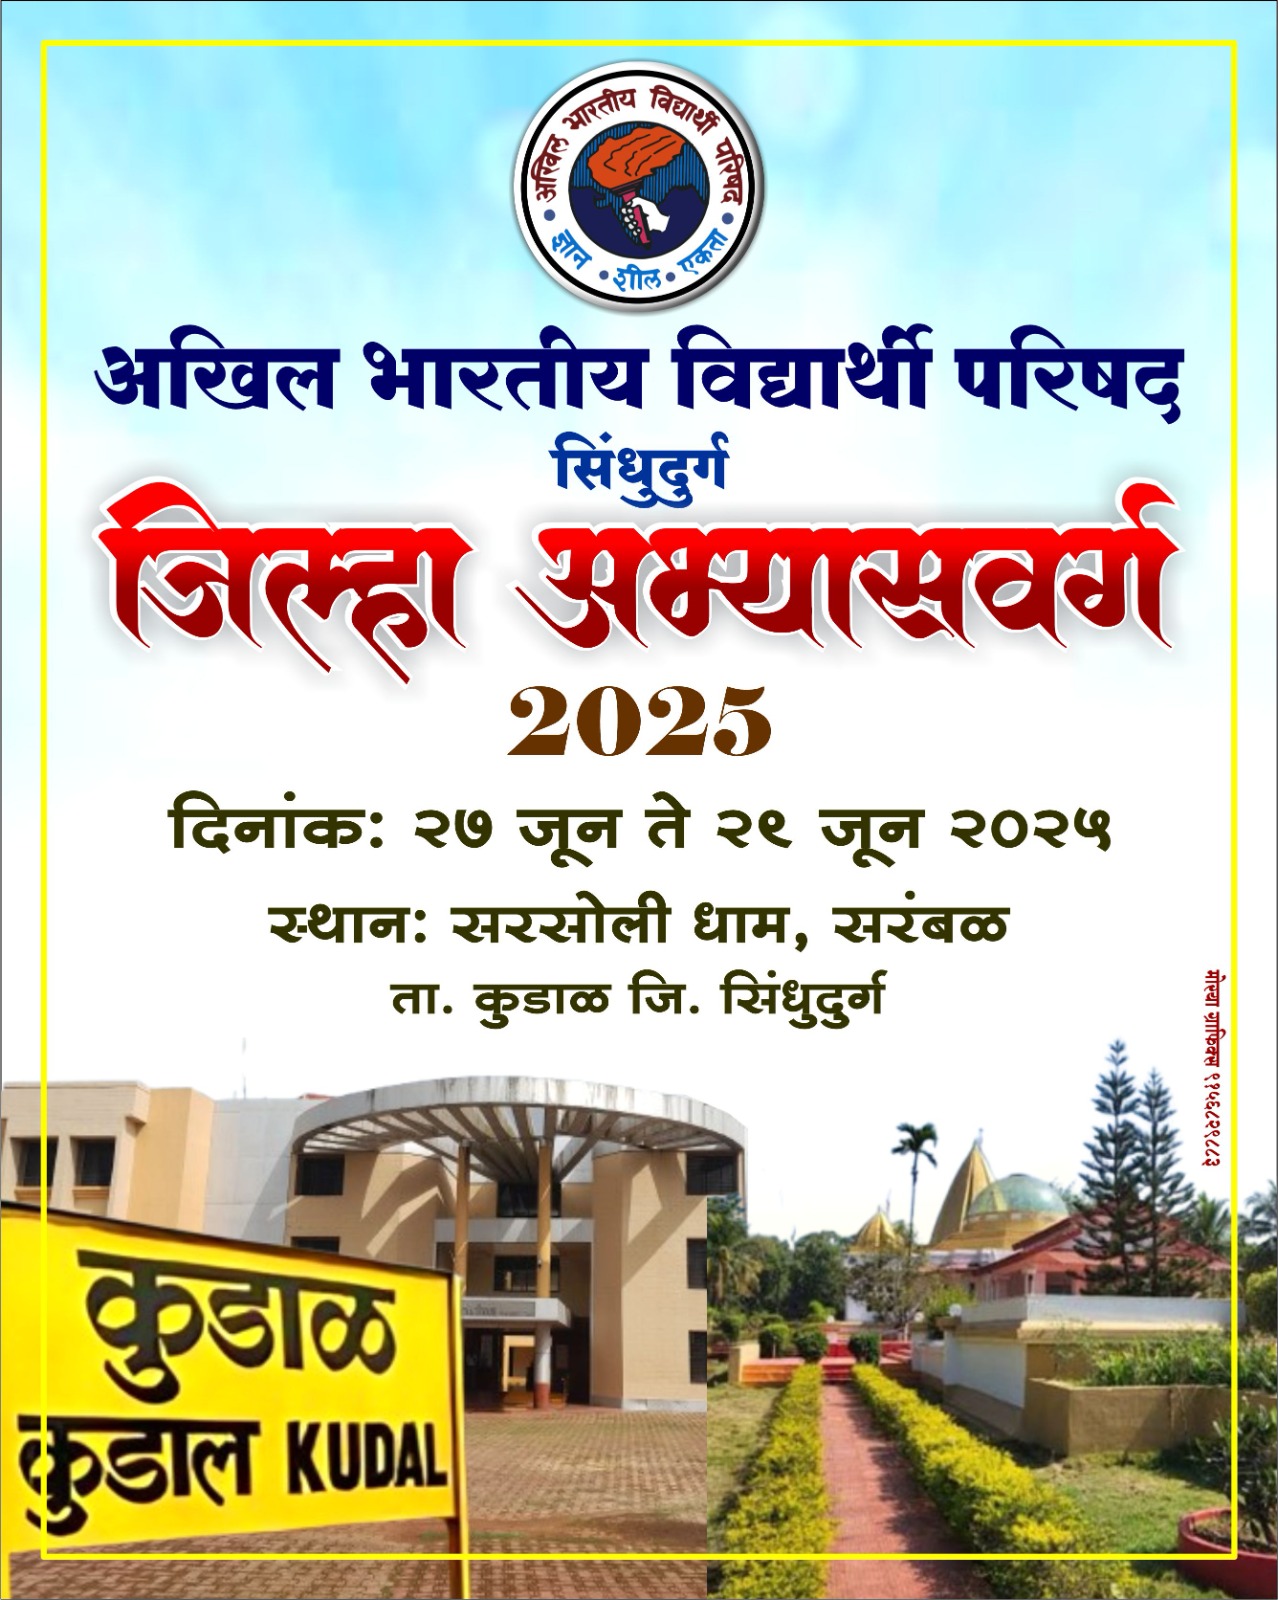 अखिल भारतीय विद्यार्थी परिषद
ज्ञान • शील • एकता
अखिल भारतीय विद्यार्थी परिषद
सिंधुदुर्ग
जिल्हा अभ्यासवर्ग
2025
दिनांक: २७ जून ते २९ जून २०२५
स्थान: सरसोली धाम, सरंबळ
ता. कुडाळ जि. सिंधुदुर्ग
ग्राफिक्स
कुडाळ
कुडाल KUDAL